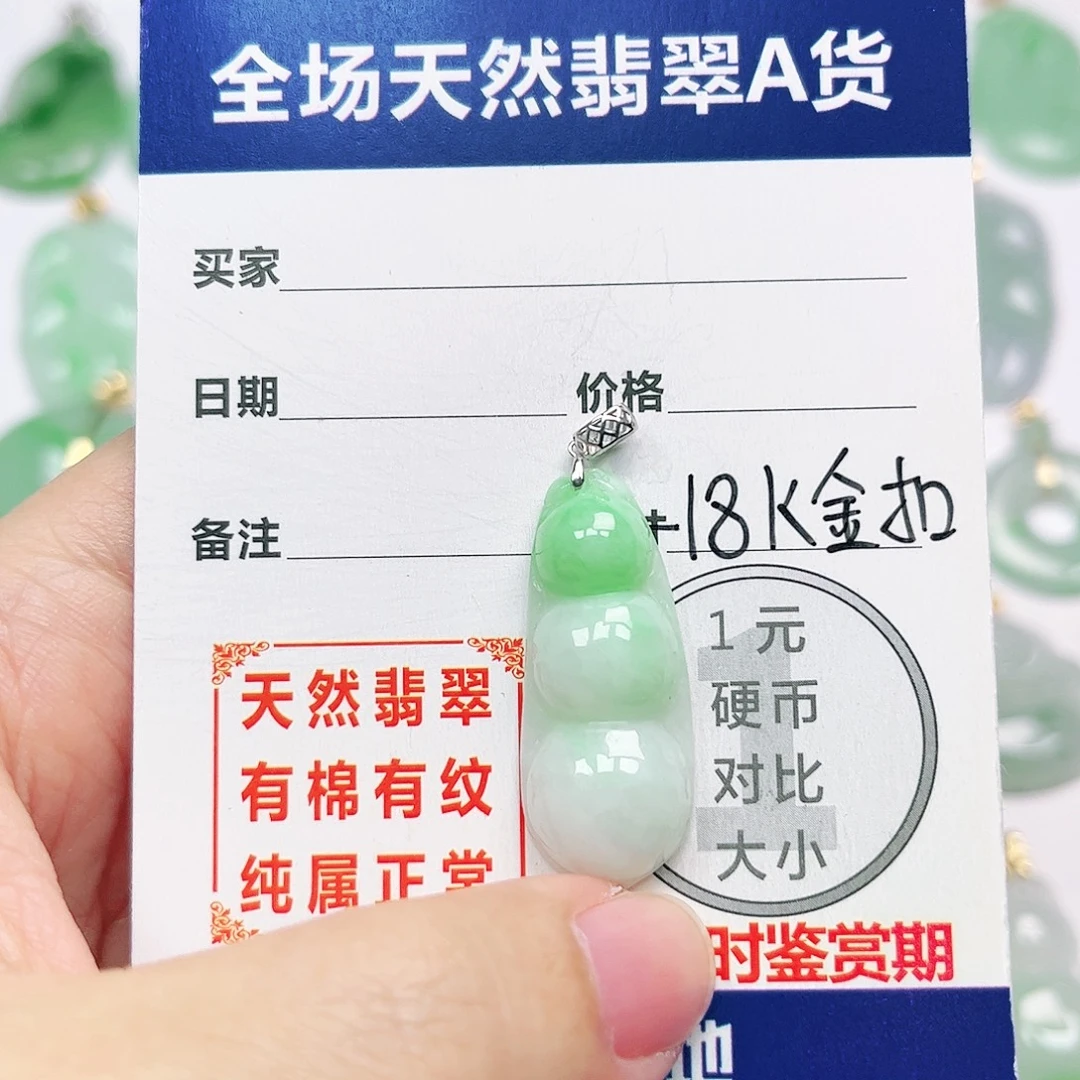 全场天然翡翠A货
买家
日期 价格
备注 +18K金扣
1元
硬币
对比
大小
天然翡翠
有棉有纹
纯属正常
时鉴赏期